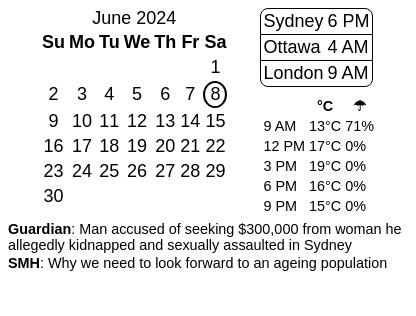 June 2024
Su Mo Tu We Th Fr Sa
1
2 3 4 5 6 7 8
9 10 11 12 13 14 15
16 17 18 19 20 21 22
23 24 25 26 27 28 29
30
Sydney 6 PM
Ottawa 4 AM
London 9 AM
°C ☂
9 AM 13°C 71%
12 PM 17°C 0%
3 PM 19°C 0%
6 PM 16°C 0%
9 PM 15°C 0%
Guardian: Man accused of seeking $300,000 from woman he
allegedly kidnapped and sexually assaulted in Sydney
SMH: Why we need to look forward to an ageing population